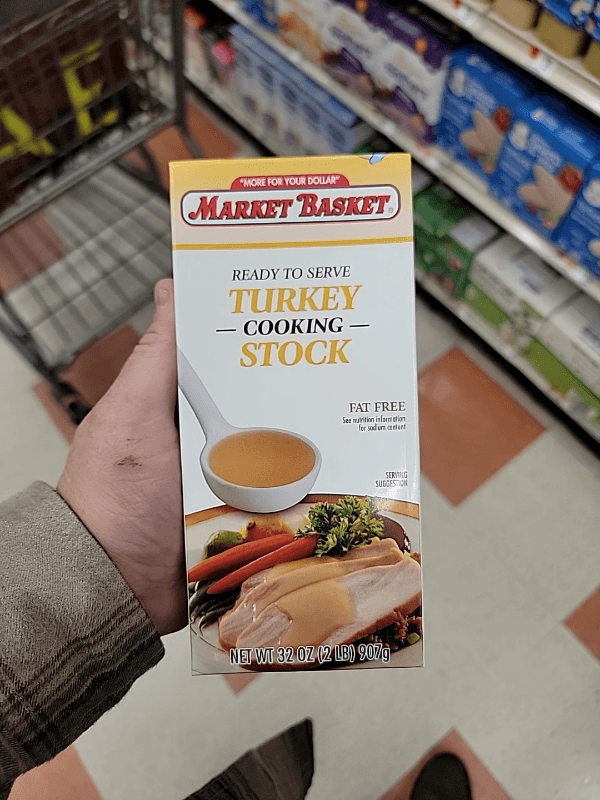 "MORE FOR YOUR DOLLAR"
MARKET BASKET
READY TO SERVE
TURKEY
— COOKING —
STOCK
FAT FREE
See nutrition information
for sodium content
SERVING
SUGGESTION
NET WT 32 OZ (2 LB) 907g